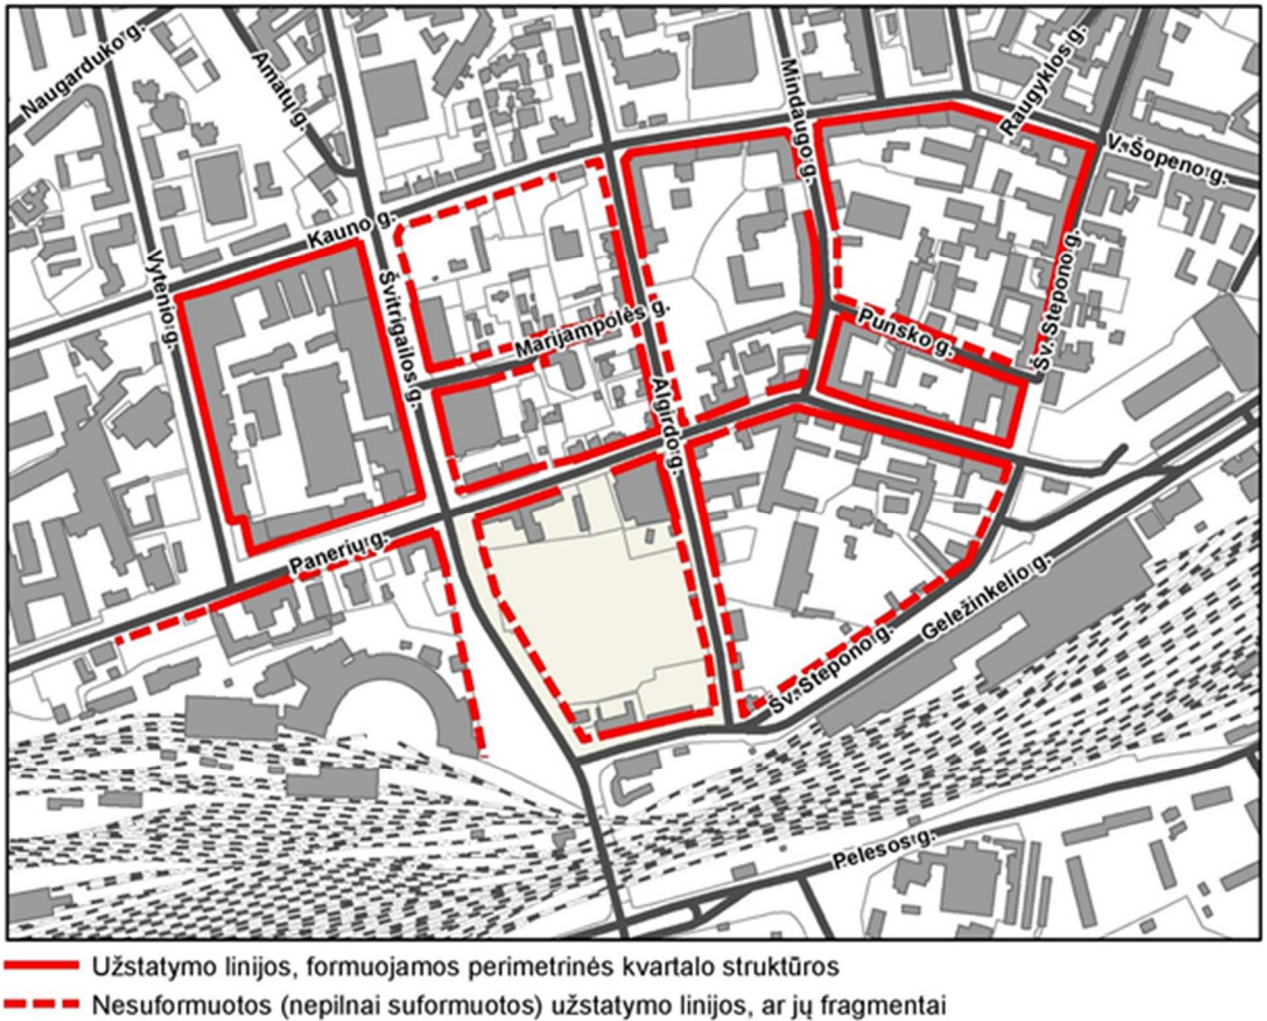 Naugarduko g.
Amatų g.
Mindaugo g.
Raugyklos g.
V. Šopeno g.
Kauno g.
Vytenio g.
Švitrigailos g.
Marijampolės g.
Punsko g.
Šv. Stepono g.
Algirdo g.
Panerių g.
Geležinkelio g.
Šv. Stepono g.
Pelesos g.
Užstatymo linijos, formuojamos perimetrinės kvartalo struktūros
Nesuformuotos (nepilnai suformuotos) užstatymo linijos, ar jų fragmentai